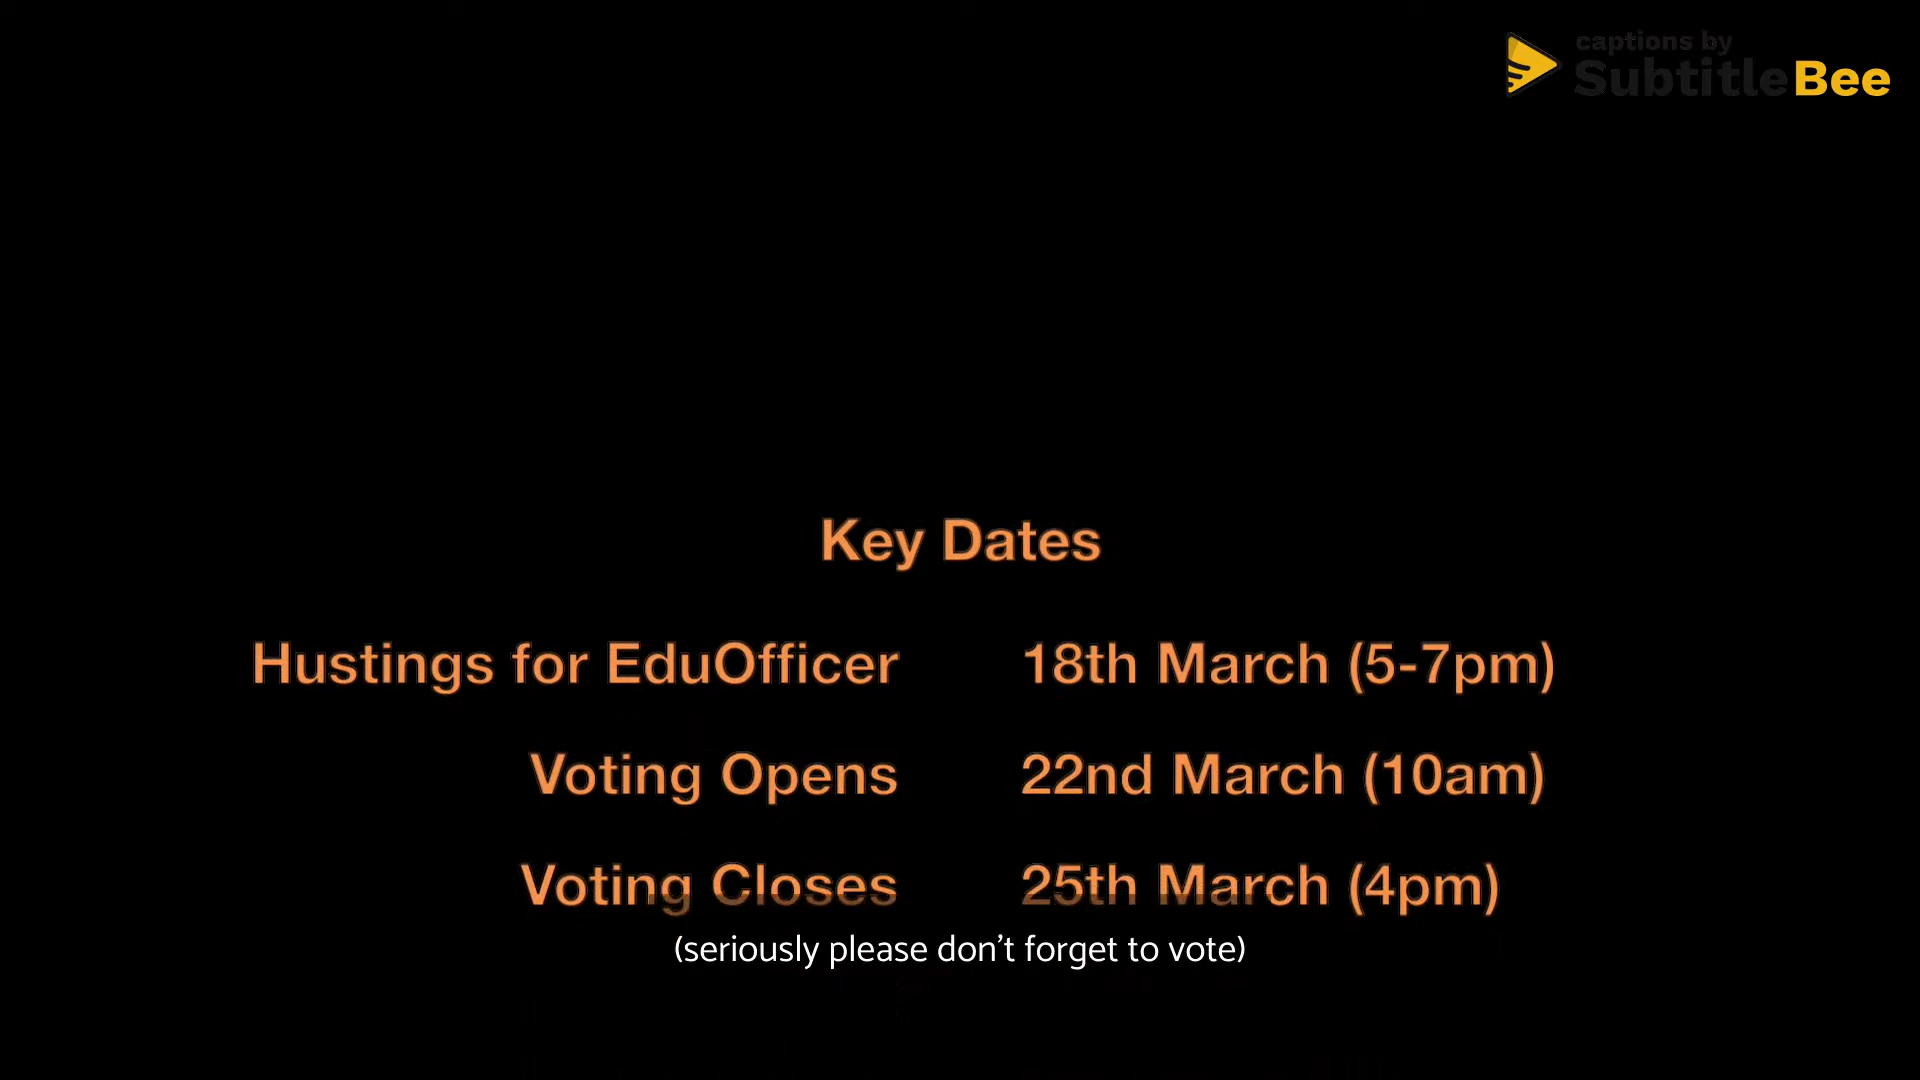 captions by
SubtitleBee
Key Dates
Hustings for EduOfficer 18th March (5-7pm)
Voting Opens 22nd March (10am)
Voting Closes 25th March (4pm)
(seriously please don't forget to vote)